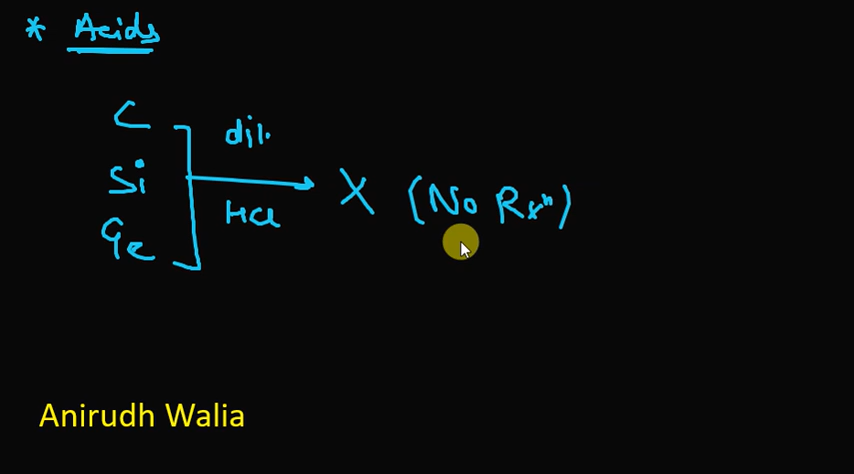 * Acids
C
dil.
Si
X (No Rxn)
HCl
Ge
Anirudh Walia